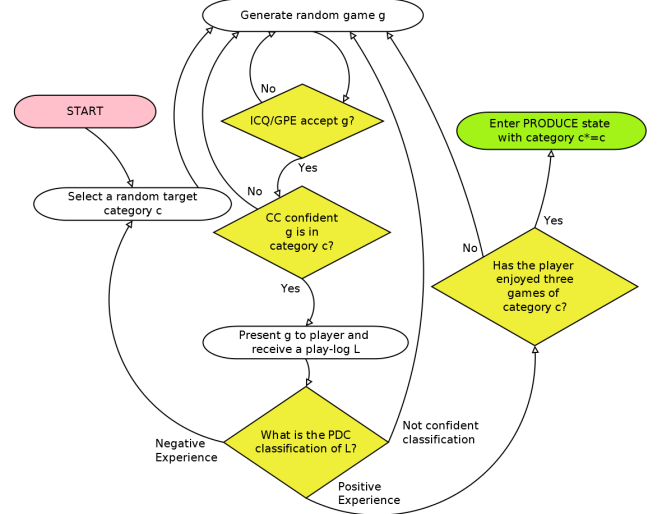 Generate random game g
START
No
ICQ/GPE accept g?
Enter PRODUCE state
with category c*=c
Yes
Select a random target
category c
No
CC confident
g is in
category c?
Yes
No
Has the player
enjoyed three
games of
category c?
Yes
Present g to player and
receive a play-log L
What is the PDC
classification of L?
Not confident
classification
Negative
Experience
Positive
Experience